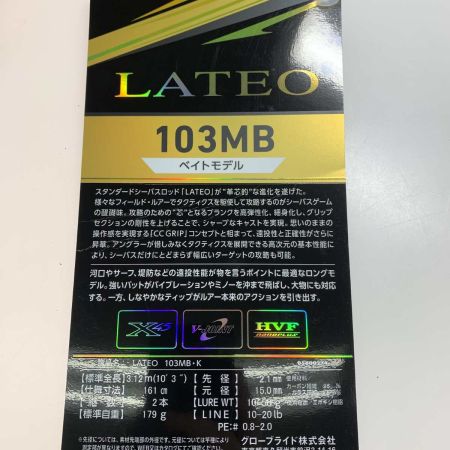 LATEO
103MB
ベイトモデル
スタンダードシーバスロッド「LATEO」が“革芯的”な進化を遂げた。
様々なフィールド・ルアーでタクティクスを駆使して攻略するのがシーバスゲーム
の醍醐味。攻略のための“芯”となるブランクを高弾性化、細身化し、グリップ
セクションの剛性を上げることで、シャープなキャストを実現。思いのままの
操作感を実現する「CC GRIP」コンセプトと相まって、遠投性と正確性がさらに
昇華。アングラーが惜しみなくタクティクスを展開できる高次元の基本性能によ
り、シーバスだけにとどまらず幅広いターゲットの攻略も可能。
河口やサーフ、堤防などの遠投性能が物を言うポイントに最適なロングモデ
ル。強いバットがバイブレーションやミノーを沖まで飛ばし、大物にも対応
する。一方、しなやかなティップがルアー本来のアクションを引き出す。
X45 V-JOINT HVF NANOPLUS
LATEO 103MB・K
【標準全長】3.12m(10′3″) 【先径】 2.1
【仕舞寸法】 161㎝ 【元径】 15.0mm
【継数】 2本 【LURE WT】
【標準自重】 179g 【LINE】 10-20lb
PE:# 0.8-2.0
グローブライド株式会社